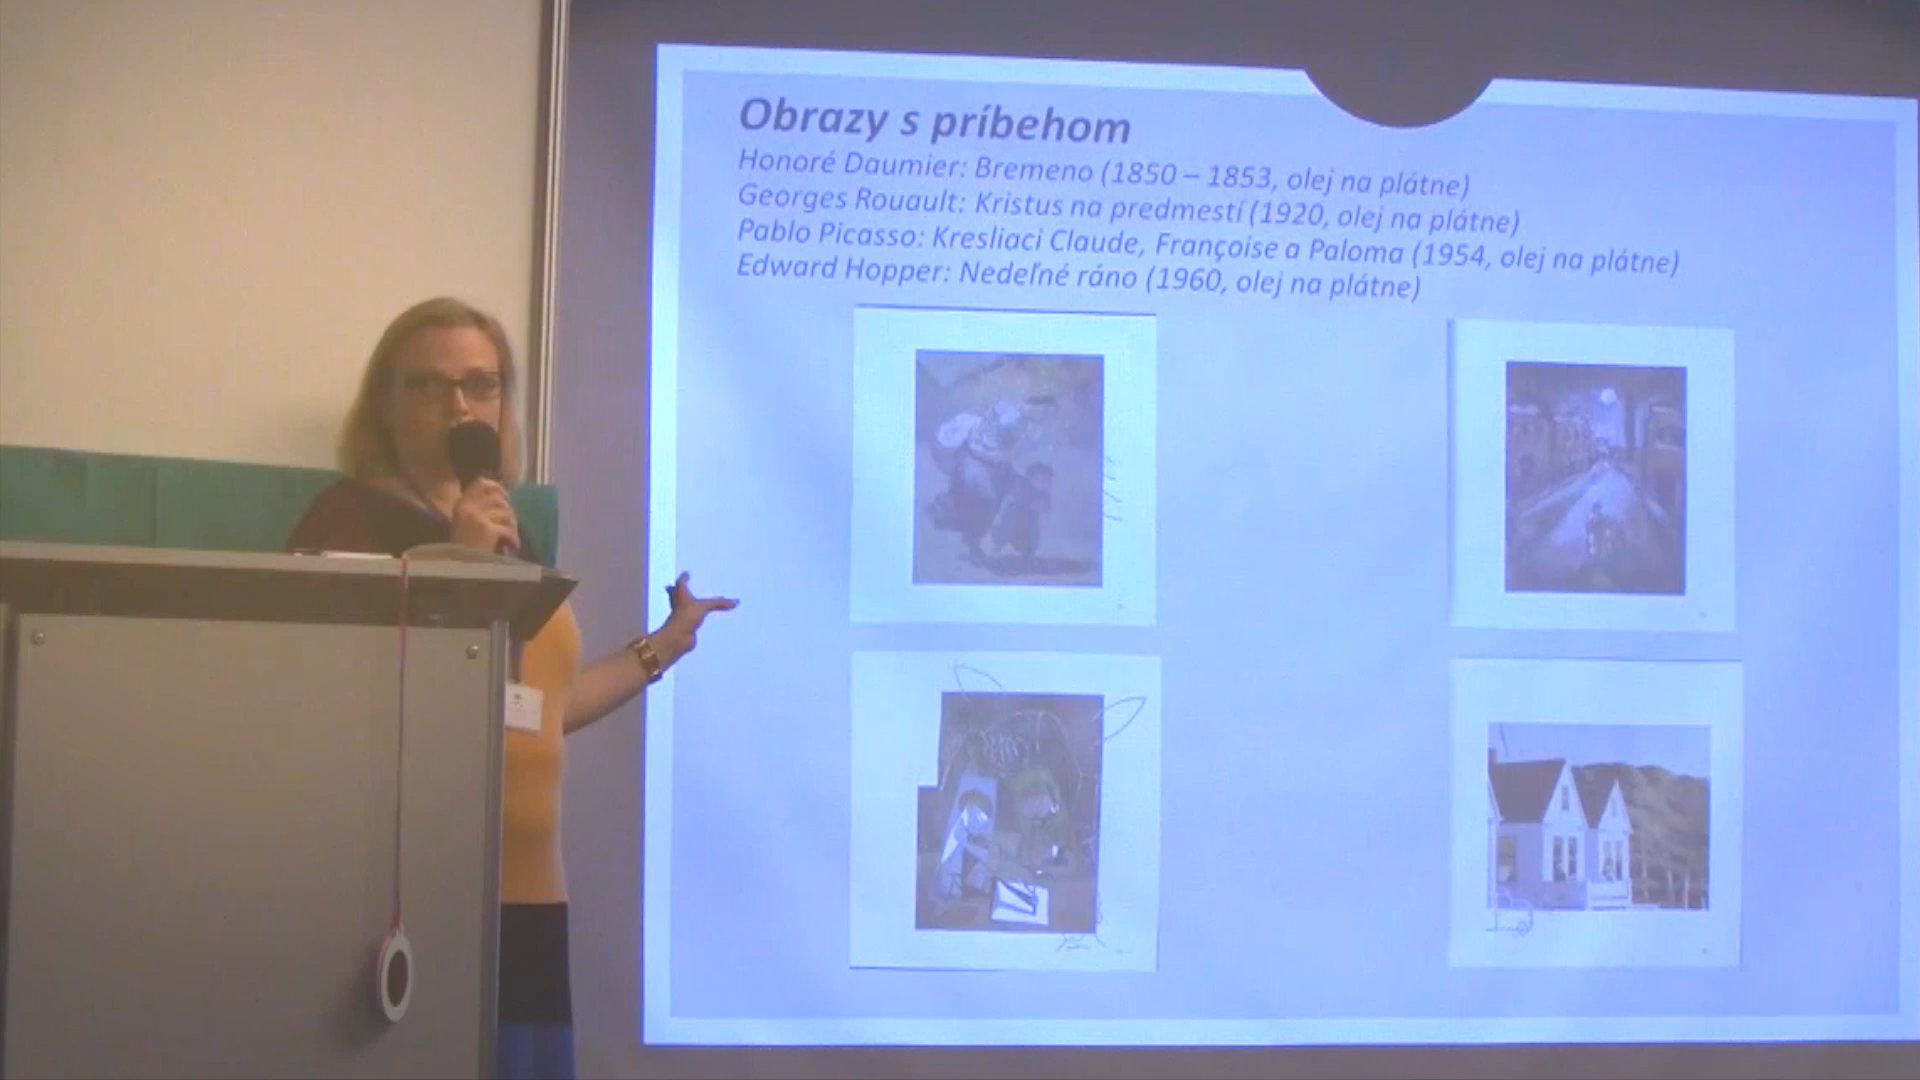 Obrazy s príbehom
Honoré Daumier: Bremeno (1850 – 1853, olej na plátne)
Georges Rouault: Kristus na predmestí (1920, olej na plátne)
Pablo Picasso: Kresliaci Claude, Françoise a Paloma (1954, olej na plátne)
Edward Hopper: Nedeľné ráno (1960, olej na plátne)